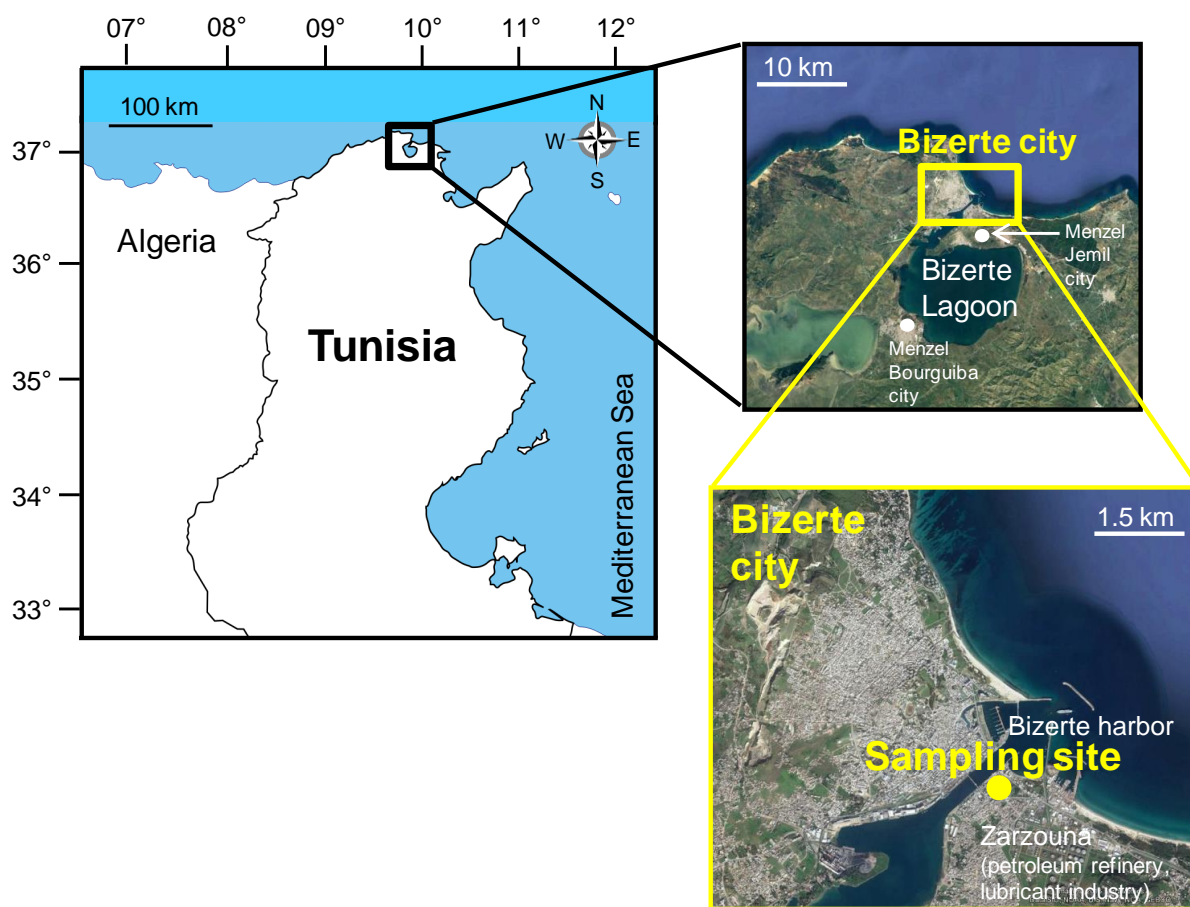 07° 08° 09° 10° 11° 12°
100 km
N
W E
S
37°
36°
35°
34°
33°
Algeria
Tunisia
Mediterranean Sea
10 km
Bizerte city
Menzel
Jemil
city
Bizerte
Lagoon
Menzel
Bourguiba
city
Bizerte
city
1.5 km
Bizerte harbor
Sampling site
Zarzouna
(petroleum refinery,
lubricant industry)